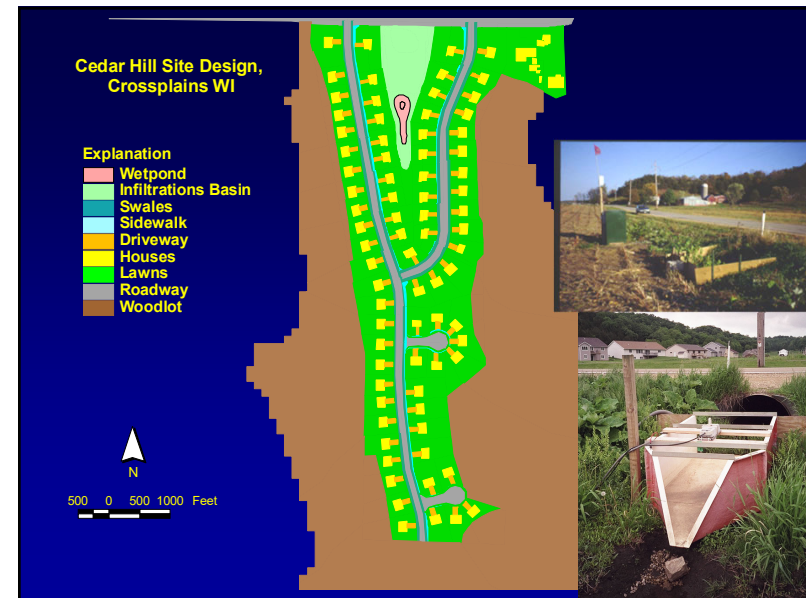 Cedar Hill Site Design,
Crossplains WI
Explanation
Wetpond
Infiltrations Basin
Swales
Sidewalk
Driveway
Houses
Lawns
Roadway
Woodlot
N
500 0 500 1000 Feet